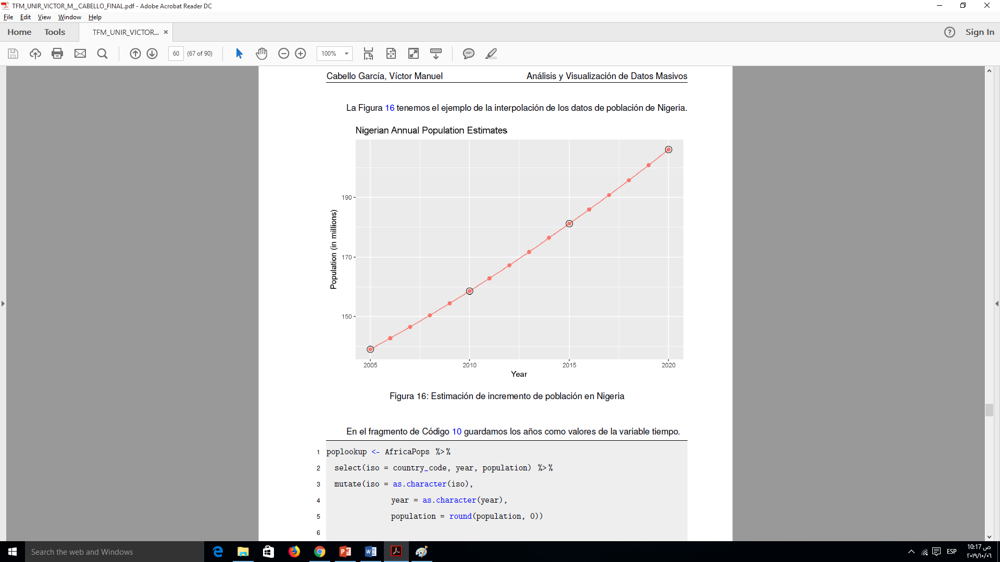 TFM_UNIR_VICTOR_M__CABELLO_FINAL.pdf - Adobe Acrobat Reader DC
File Edit View Window Help
Home Tools TFM_UNIR_VICTOR... × Sign In
60 (67 of 90) 100%
Cabello García, Víctor Manuel Análisis y Visualización de Datos Masivos
La Figura 16 tenemos el ejemplo de la interpolación de los datos de población de Nigeria.
Nigerian Annual Population Estimates
190
170
150
Population (in millions)
2005 2010 2015 2020
Year
Figura 16: Estimación de incremento de población en Nigeria
En el fragmento de Código 10 guardamos los años como valores de la variable tiempo.
1 poplookup <- AfricaPops %>%
2 select(iso = country_code, year, population) %>%
3 mutate(iso = as.character(iso),
4 year = as.character(year),
5 population = round(population, 0))
6
Search the web and Windows
ESP
10:17 ص
٢٠١٩/١٠/٠٦